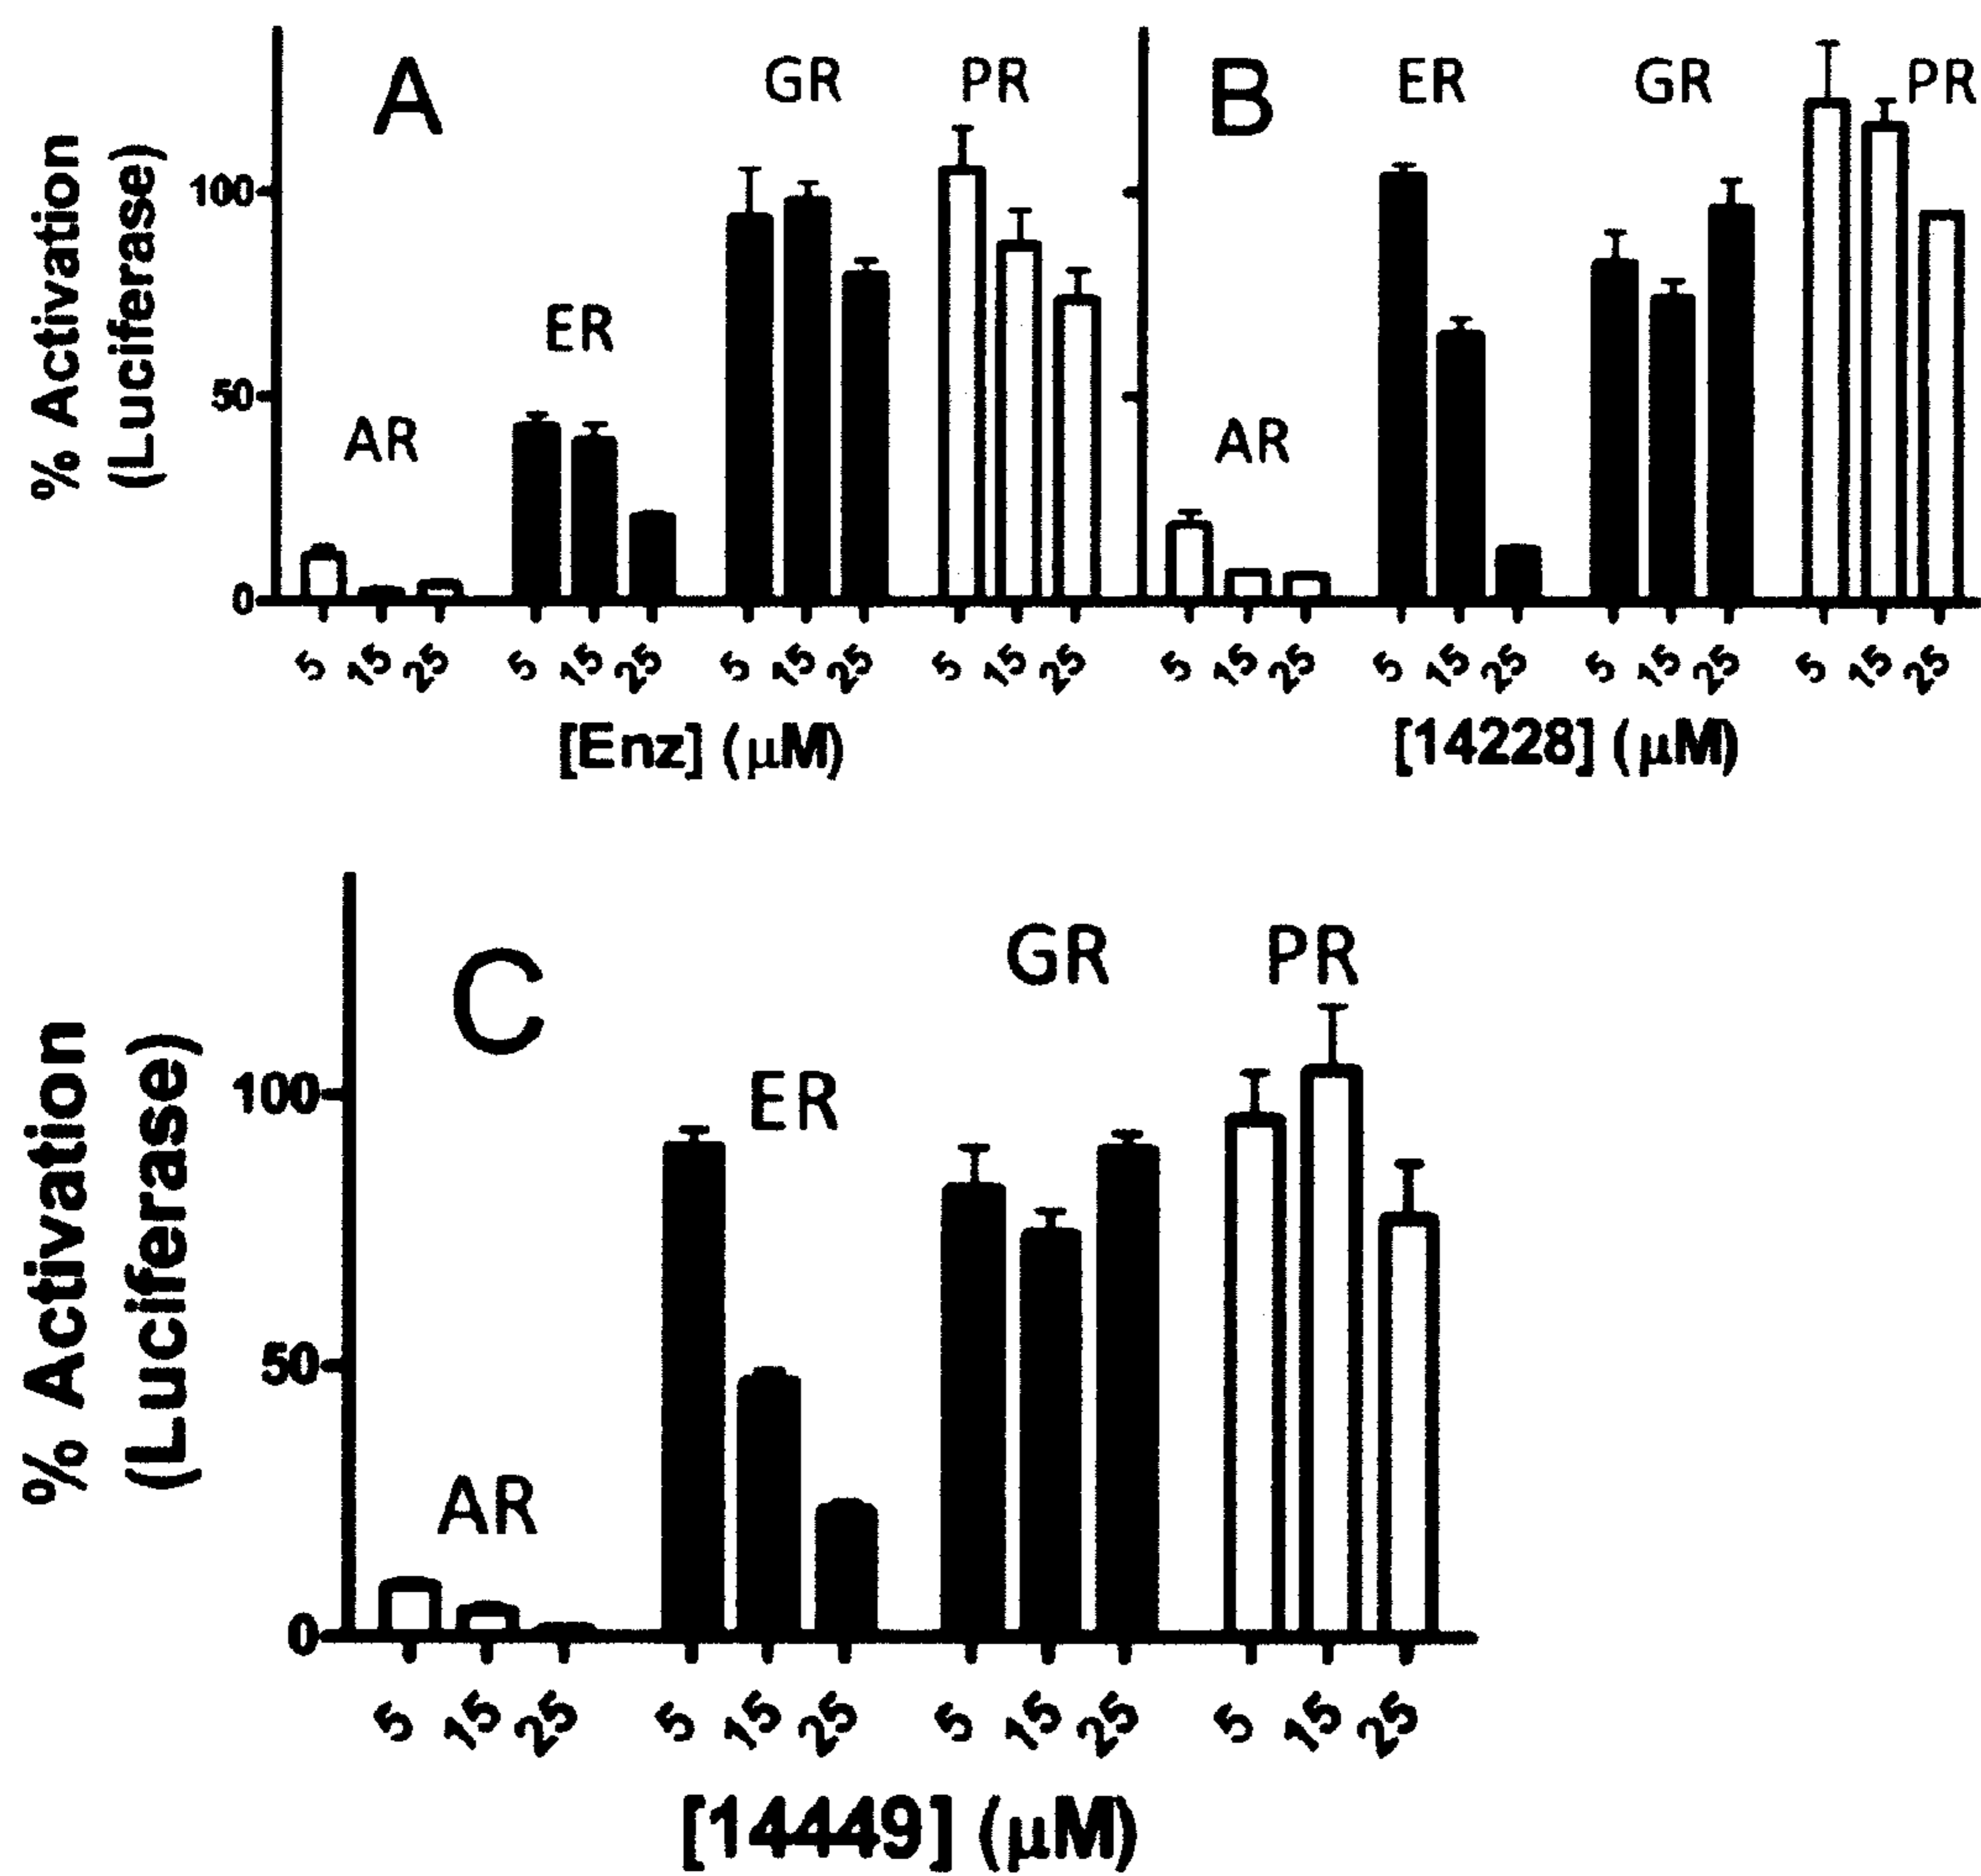 A
GR
PR
ER
AR
% Activation
(Luciferase)
100
50
0
5 15 25 5 15 25 5 15 25 5 15 25
[Enz] (μM)
B
ER
GR
PR
AR
5 15 25 5 15 25 5 15 25 5 15 25
[14228] (μM)
C
GR
PR
ER
AR
% Activation
(Luciferase)
100
50
0
5 15 25 5 15 25 5 15 25 5 15 25
[14449] (μM)